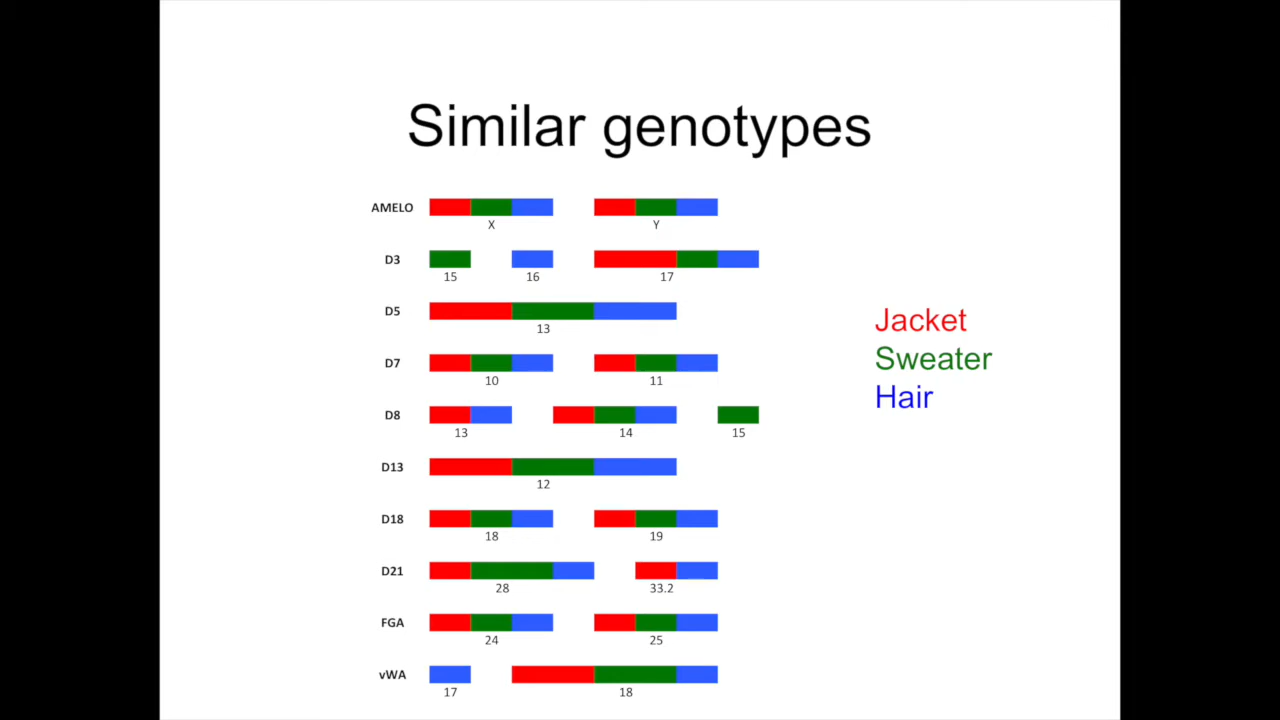 Similar genotypes
AMELO
X Y
D3
15 16 17
D5
13
D7
10 11
D8
13 14 15
D13
12
D18
18 19
D21
28 33.2
FGA
24 25
vWA
17 18
Jacket
Sweater
Hair